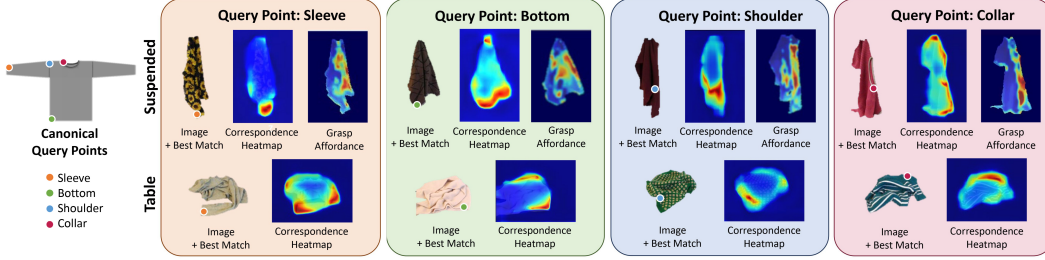 Canonical
Query Points
Sleeve
Bottom
Shoulder
Collar
Suspended
Table
Query Point: Sleeve
Image
+ Best Match
Correspondence
Heatmap
Grasp
Affordance
Image
+ Best Match
Correspondence
Heatmap
Query Point: Bottom
Image
+ Best Match
Correspondence
Heatmap
Grasp
Affordance
Image
+ Best Match
Correspondence
Heatmap
Query Point: Shoulder
Image
+ Best Match
Correspondence
Heatmap
Grasp
Affordance
Image
+ Best Match
Correspondence
Heatmap
Query Point: Collar
Image
+ Best Match
Correspondence
Heatmap
Grasp
Affordance
Image
+ Best Match
Correspondence
Heatmap